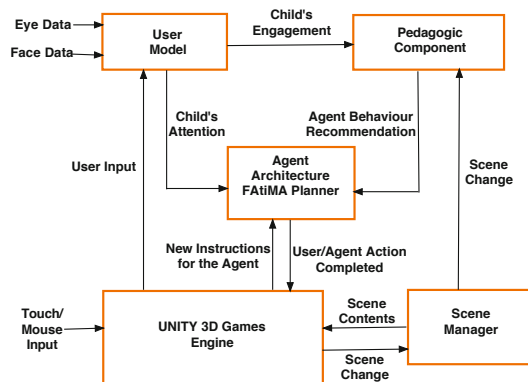 Eye Data
Face Data
User
Model
Child's
Engagement
Pedagogic
Component
Child's
Attention
Agent Behaviour
Recommendation
User Input
Agent
Architecture
FAtiMA Planner
Scene
Change
New Instructions
for the Agent
User/Agent Action
Completed
Touch/
Mouse
Input
UNITY 3D Games
Engine
Scene
Contents
Scene
Change
Scene
Manager